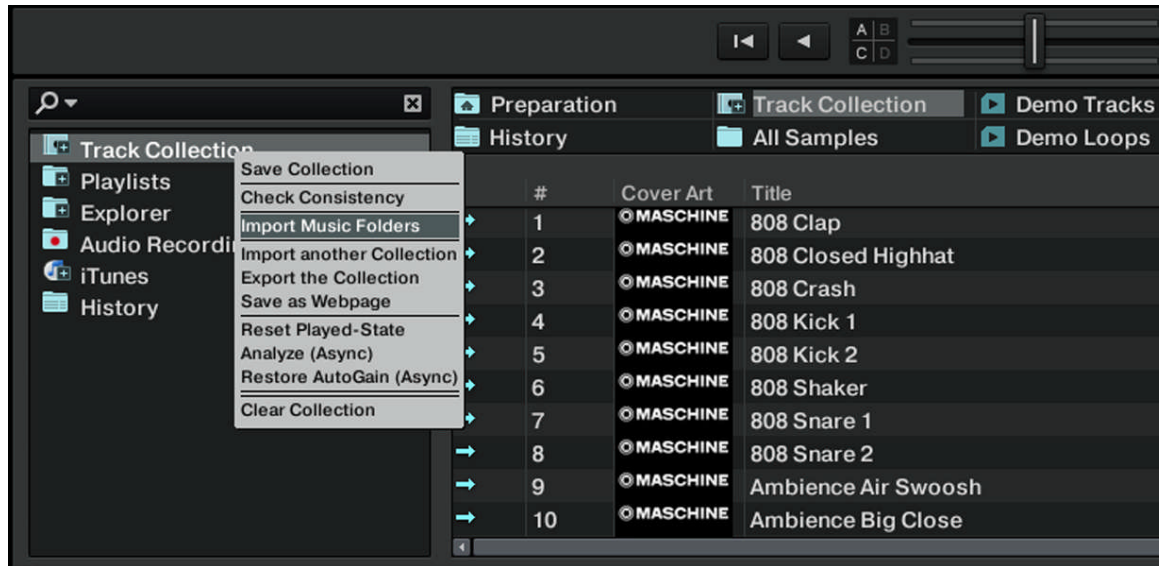 A B
C D
Preparation Track Collection Demo Tracks
History All Samples Demo Loops
Track Collection
Playlists
Explorer
Audio Recordi
iTunes
History
Save Collection
Check Consistency
Import Music Folders
Import another Collection
Export the Collection
Save as Webpage
Reset Played-State
Analyze (Async)
Restore AutoGain (Async)
Clear Collection
# Cover Art Title
1 MASCHINE 808 Clap
2 MASCHINE 808 Closed Highhat
3 MASCHINE 808 Crash
4 MASCHINE 808 Kick 1
5 MASCHINE 808 Kick 2
6 MASCHINE 808 Shaker
7 MASCHINE 808 Snare 1
8 MASCHINE 808 Snare 2
9 MASCHINE Ambience Air Swoosh
10 MASCHINE Ambience Big Close